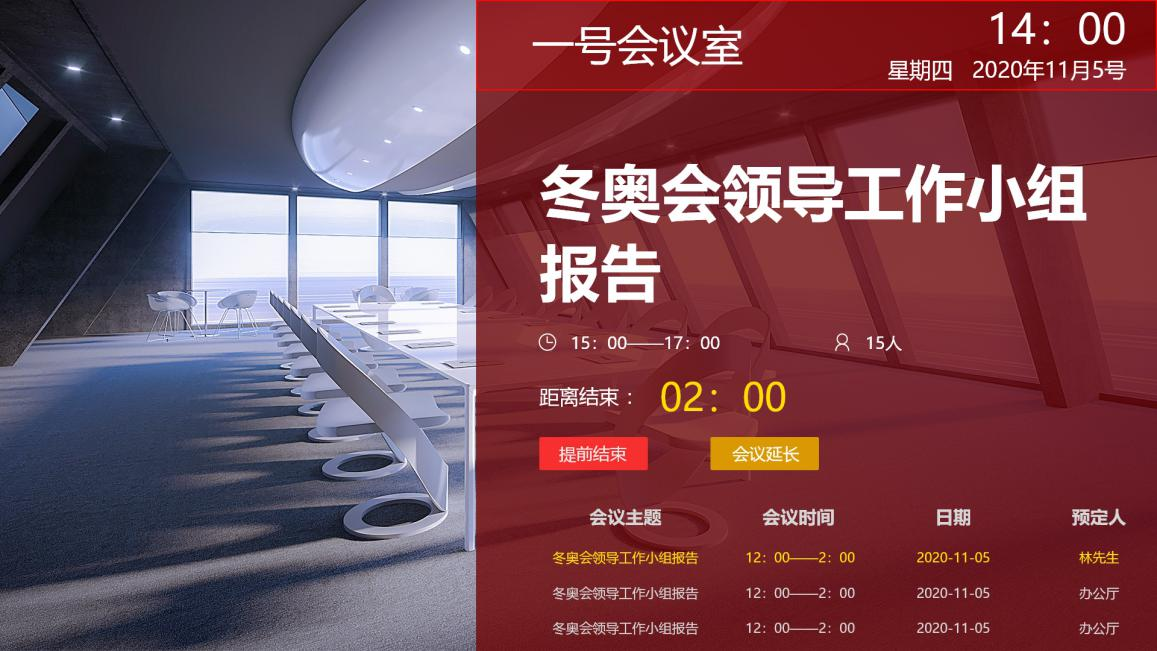 一号会议室
14：00
星期四 2020年11月5号
冬奥会领导工作小组
报告
15：00——17：00 15人
距离结束： 02：00
提前结束 会议延长
会议主题 会议时间 日期 预定人
冬奥会领导工作小组报告 12：00——2：00 2020-11-05 林先生
冬奥会领导工作小组报告 12：00——2：00 2020-11-05 办公厅
冬奥会领导工作小组报告 12：00——2：00 2020-11-05 办公厅